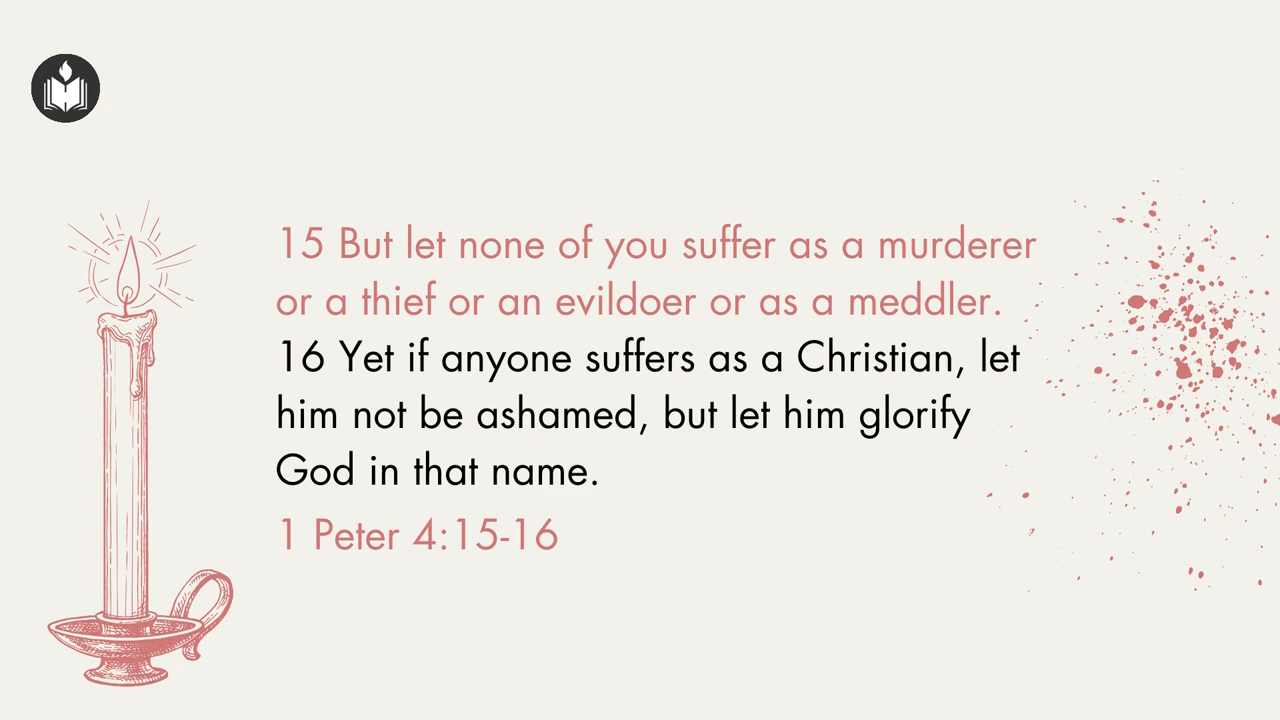 15 But let none of you suffer as a murderer
or a thief or an evildoer or as a meddler.
16 Yet if anyone suffers as a Christian, let
him not be ashamed, but let him glorify
God in that name.
1 Peter 4:15-16